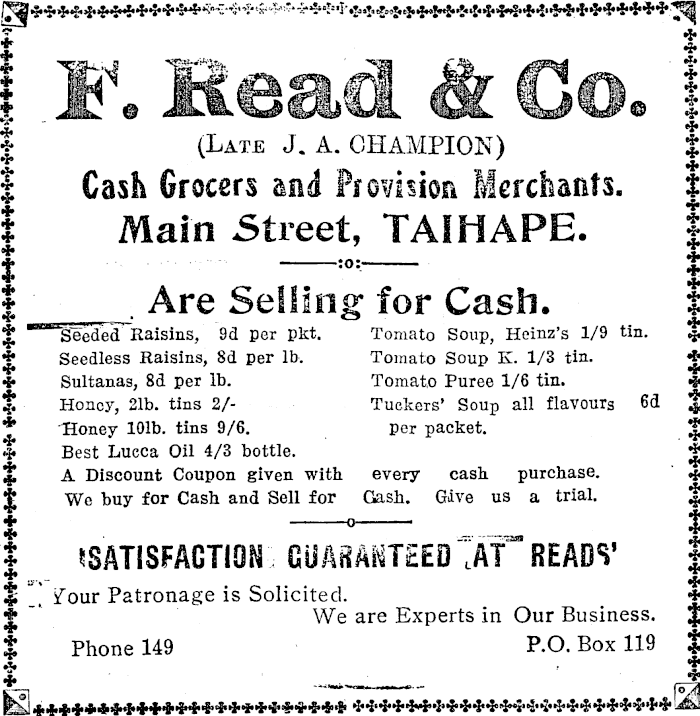 F. Read & Co.
(LATE J. A. CHAMPION)
Cash Grocers and Provision Merchants.
Main Street, TAIHAPE.
:o:
Are Selling for Cash.
Seeded Raisins, 9d per pkt.
Seedless Raisins, 8d per lb.
Sultanas, 8d per lb.
Honey, 2lb. tins 2/-
Honey 10lb. tins 9/6.
Best Lucca Oil 4/3 bottle.
Tomato Soup, Heinz's 1/9 tin.
Tomato Soup K. 1/3 tin.
Tomato Puree 1/6 tin.
Tuckers' Soup all flavours 6d
per packet.
A Discount Coupon given with every cash purchase.
We buy for Cash and Sell for Cash. Give us a trial.
o
'SATISFACTION GUARANTEED AT READS'
Your Patronage is Solicited.
We are Experts in Our Business.
Phone 149
P.O. Box 119